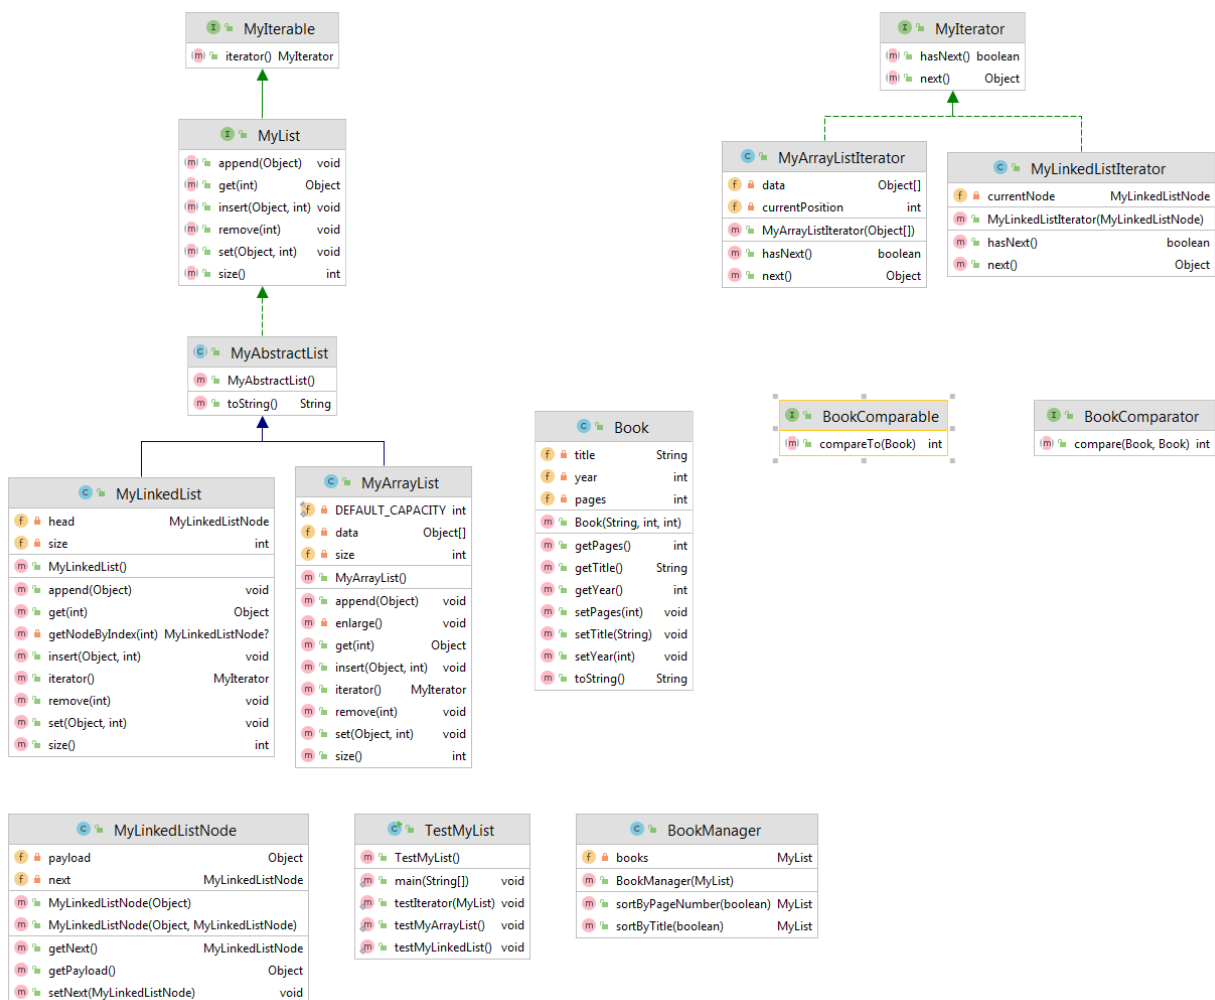 MyIterable
iterator() MyIterator
MyList
append(Object) void
get(int) Object
insert(Object, int) void
remove(int) void
set(Object, int) void
size() int
MyAbstractList
MyAbstractList()
toString() String
MyLinkedList
head MyLinkedListNode
size int
MyLinkedList()
append(Object) void
get(int) Object
getNodeByIndex(int) MyLinkedListNode?
insert(Object, int) void
iterator() MyIterator
remove(int) void
set(Object, int) void
size() int
MyArrayList
DEFAULT_CAPACITY int
data Object[]
size int
MyArrayList()
append(Object) void
enlarge() void
get(int) Object
insert(Object, int) void
iterator() MyIterator
remove(int) void
set(Object, int) void
size() int
MyIterator
hasNext() boolean
next() Object
MyArrayListIterator
data Object[]
currentPosition int
MyArrayListIterator(Object[])
hasNext() boolean
next() Object
MyLinkedListIterator
currentNode MyLinkedListNode
MyLinkedListIterator(MyLinkedListNode)
hasNext() boolean
next() Object
Book
title String
year int
pages int
Book(String, int, int)
getPages() int
getTitle() String
getYear() int
setPages(int) void
setTitle(String) void
setYear(int) void
toString() String
BookComparable
compareTo(Book) int
BookComparator
compare(Book, Book) int
MyLinkedListNode
payload Object
next MyLinkedListNode
MyLinkedListNode(Object)
MyLinkedListNode(Object, MyLinkedListNode)
getNext() MyLinkedListNode
getPayload() Object
setNext(MyLinkedListNode) void
TestMyList
TestMyList()
main(String[]) void
testIterator(MyList) void
testMyArrayList() void
testMyLinkedList() void
BookManager
books MyList
BookManager(MyList)
sortByPageNumber(boolean) MyList
sortByTitle(boolean) MyList